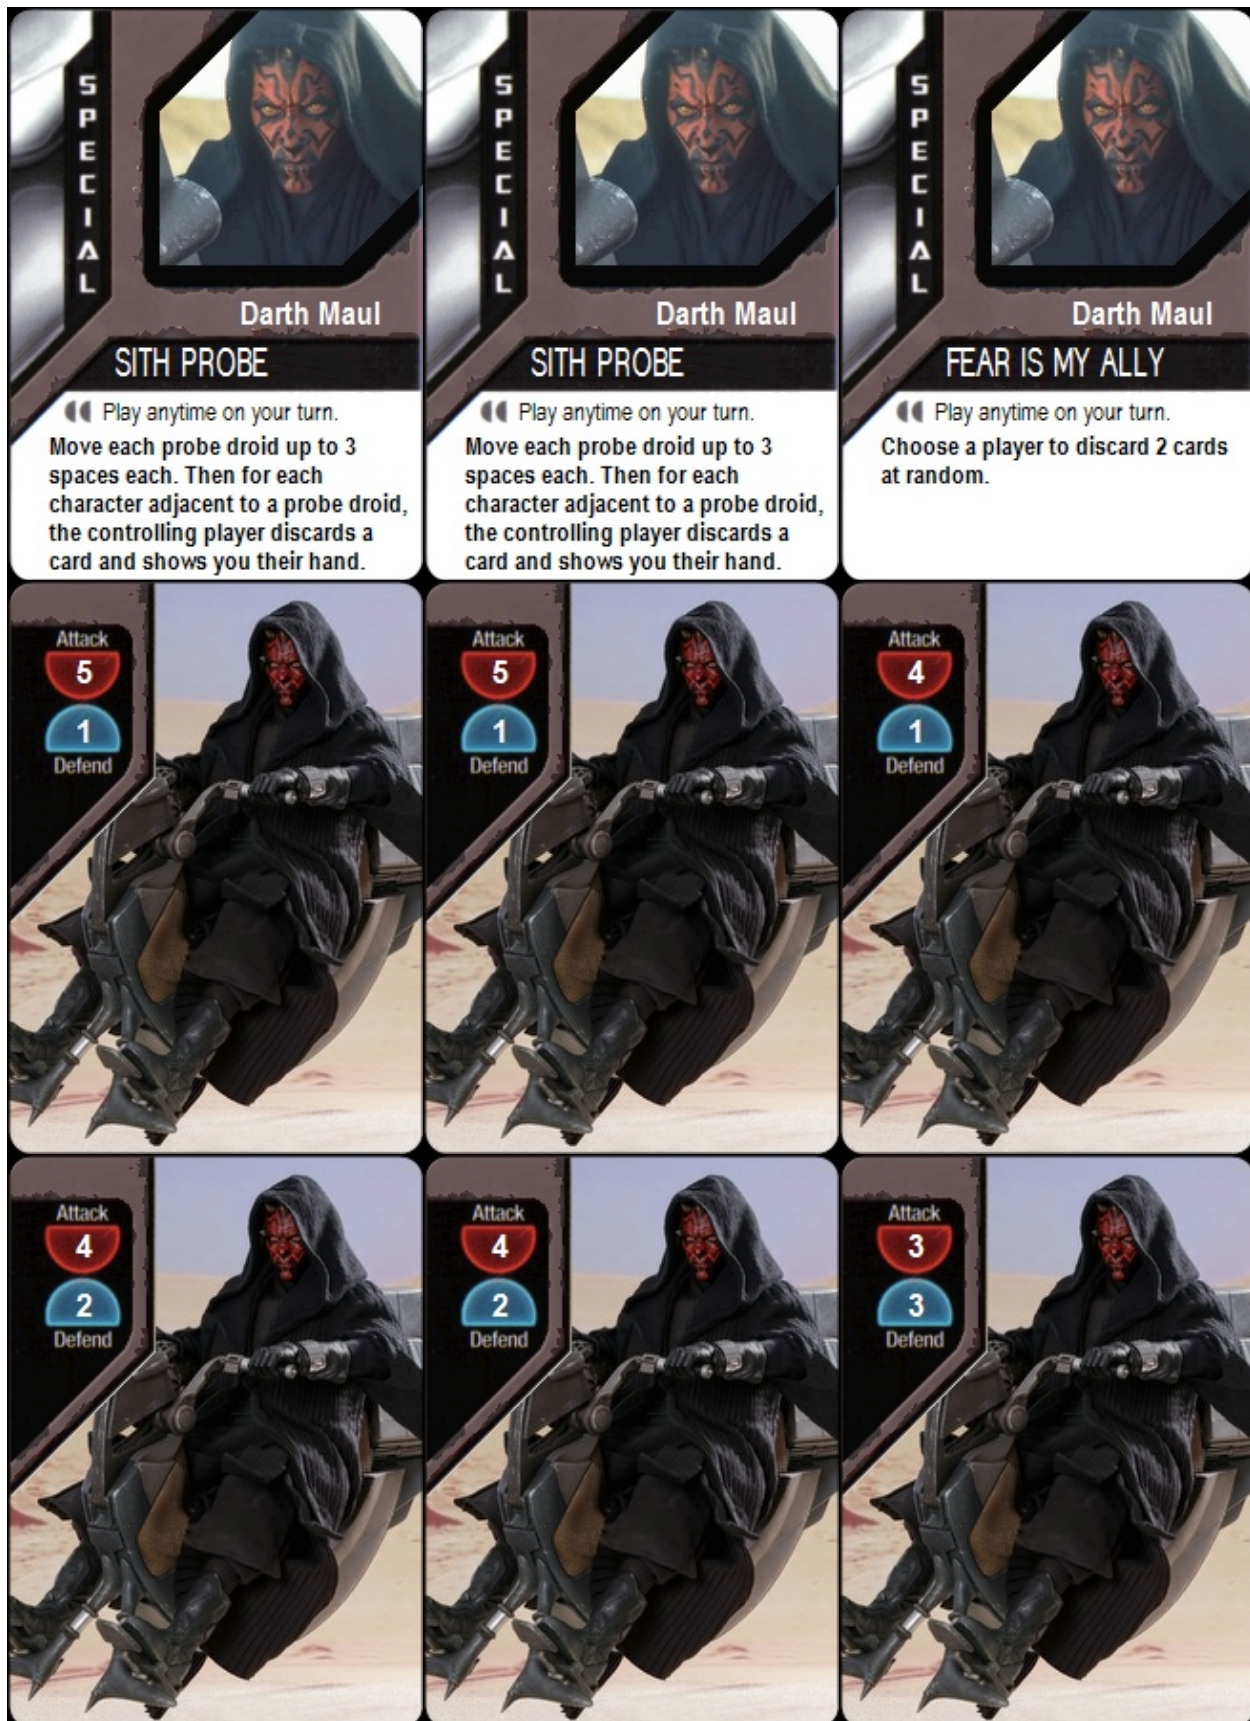 SPECIAL
Darth Maul
SITH PROBE
Play anytime on your turn.
Move each probe droid up to 3
spaces each. Then for each
character adjacent to a probe droid,
the controlling player discards a
card and shows you their hand.
SPECIAL
Darth Maul
SITH PROBE
Play anytime on your turn.
Move each probe droid up to 3
spaces each. Then for each
character adjacent to a probe droid,
the controlling player discards a
card and shows you their hand.
SPECIAL
Darth Maul
FEAR IS MY ALLY
Play anytime on your turn.
Choose a player to discard 2 cards
at random.
Attack
5
1
Defend
Attack
5
1
Defend
Attack
4
1
Defend
Attack
4
2
Defend
Attack
4
2
Defend
Attack
3
3
Defend